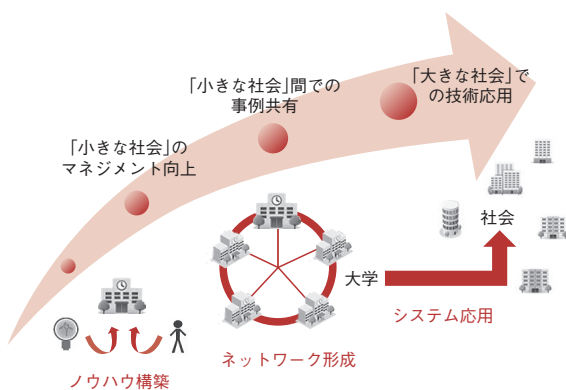 「小きな社会」の
マネジメント向上
「小きな社会」間での
事例共有
「大きな社会」で
の技術応用
大学
社会
ノウハウ構築
ネットワーク形成
システム応用